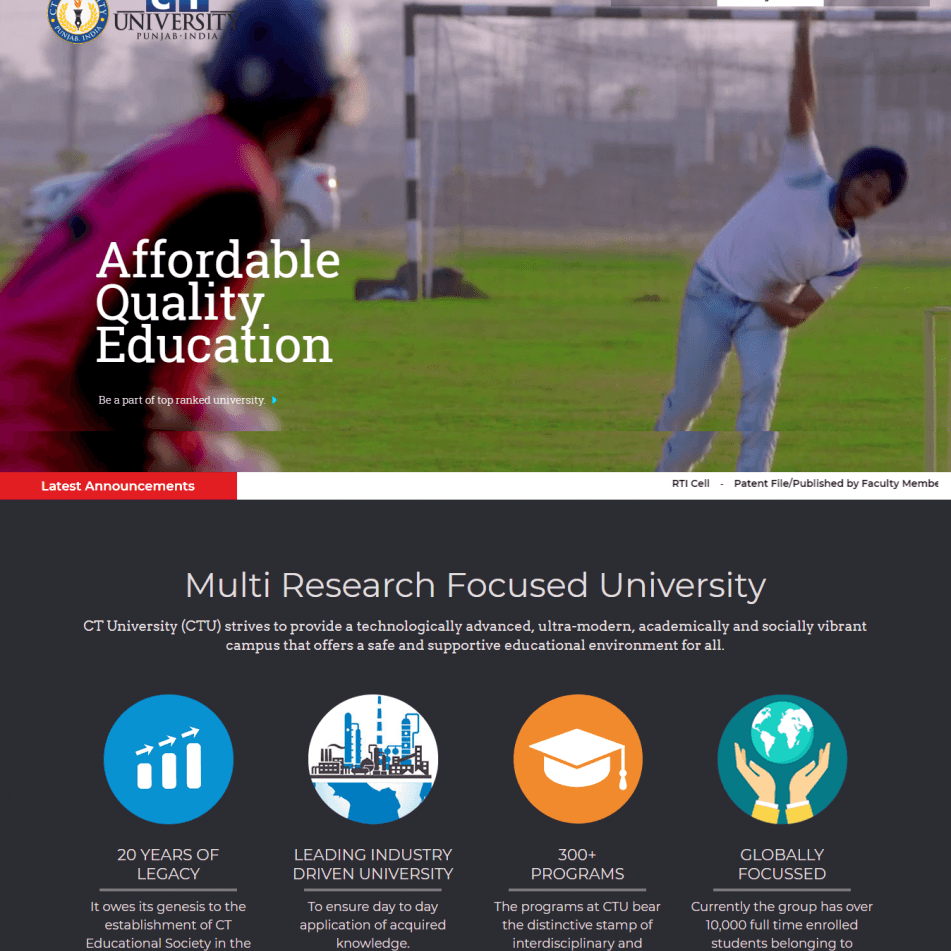 CT
UNIVERSITY
PUNJAB·INDIA
PUNJAB, INDIA
Affordable
Quality
Education
Be a part of top ranked university.
Latest Announcements
RTI Cell - Patent File/Published by Faculty Membe
Multi Research Focused University
CT University (CTU) strives to provide a technologically advanced, ultra-modern, academically and socially vibrant
campus that offers a safe and supportive educational environment for all.
20 YEARS OF
LEGACY
It owes its genesis to the
establishment of CT
Educational Society in the
LEADING INDUSTRY
DRIVEN UNIVERSITY
To ensure day to day
application of acquired
knowledge.
300+
PROGRAMS
The programs at CTU bear
the distinctive stamp of
interdisciplinary and
GLOBALLY
FOCUSSED
Currently the group has over
10,000 full time enrolled
students belonging to